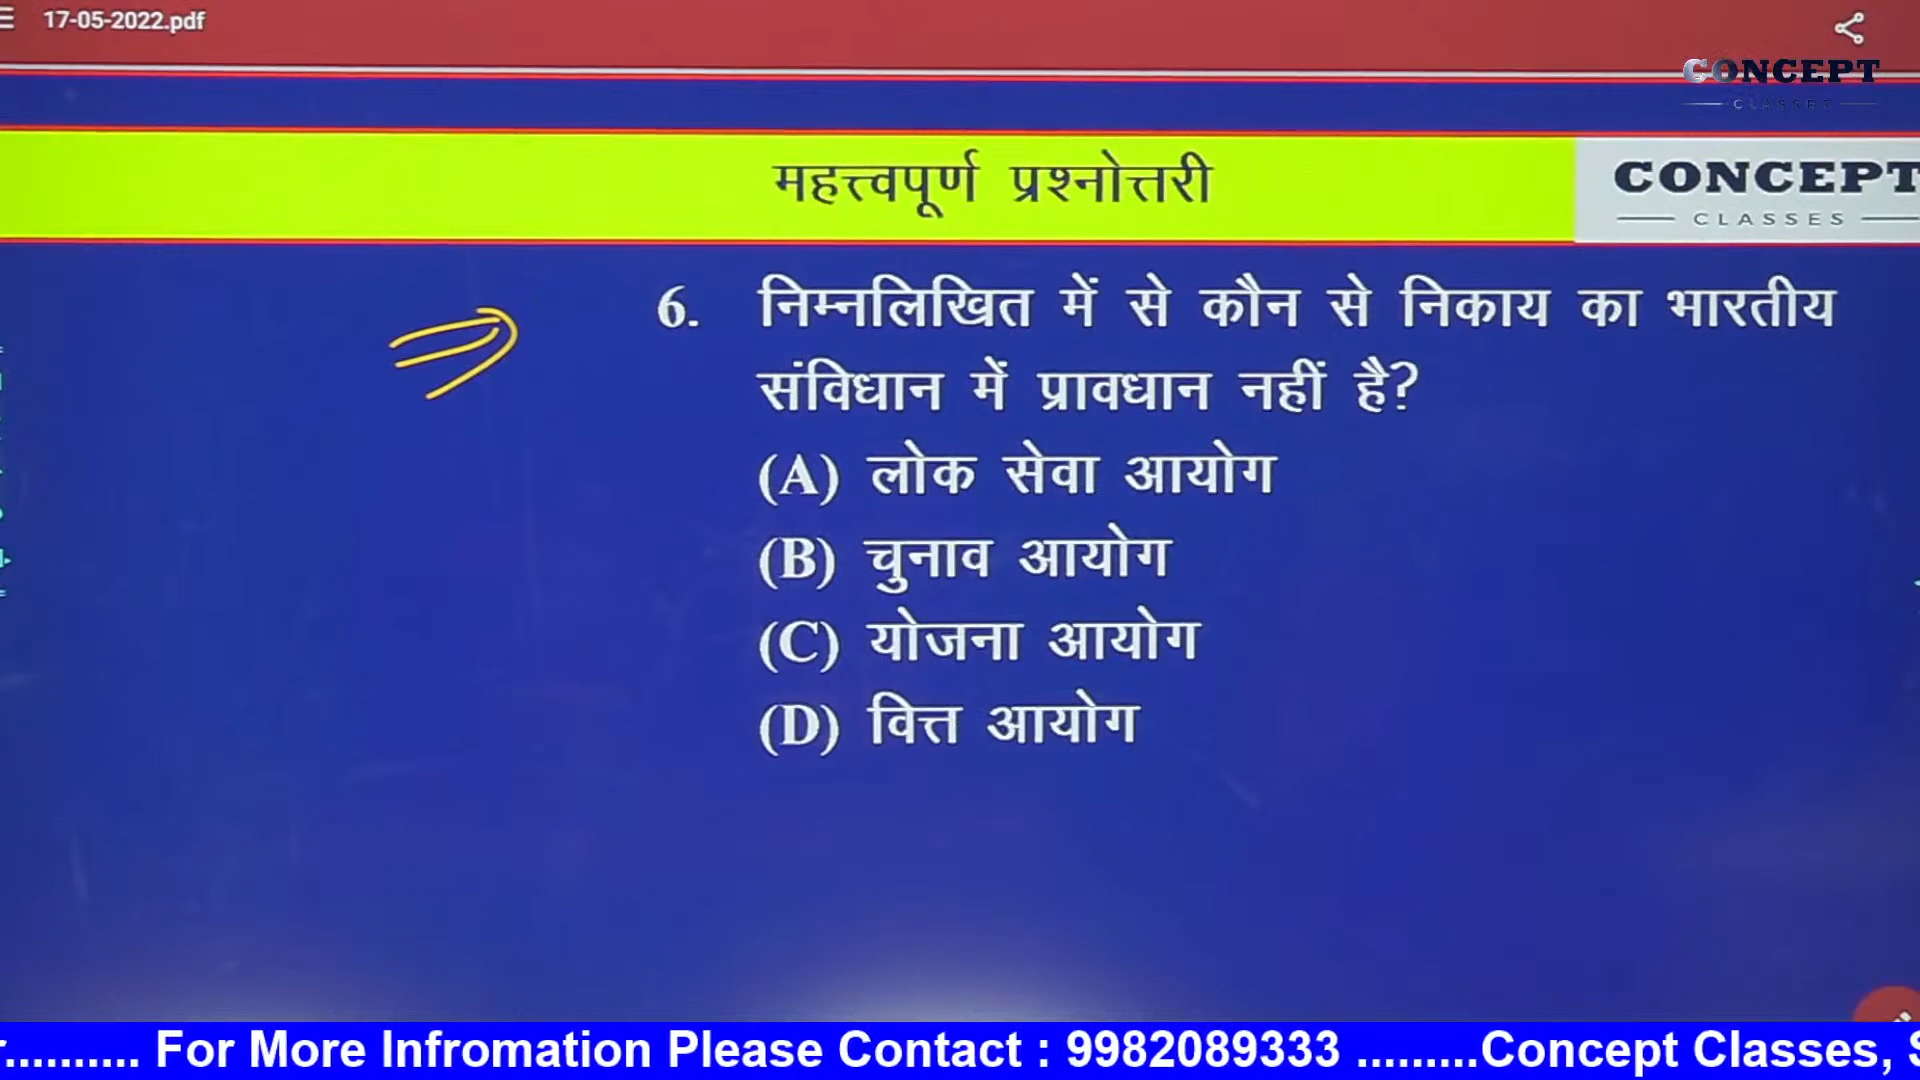 17-05-2022.pdf
CONCEPT
CLASSES
महत्त्वपूर्ण प्रश्नोत्तरी
CONCEPT
CLASSES
6. निम्नलिखित में से कौन से निकाय का भारतीय
संविधान में प्रावधान नहीं है?
(A) लोक सेवा आयोग
(B) चुनाव आयोग
(C) योजना आयोग
(D) वित्त आयोग
.......... For More Infromation Please Contact : 9982089333 .........Concept Classes,